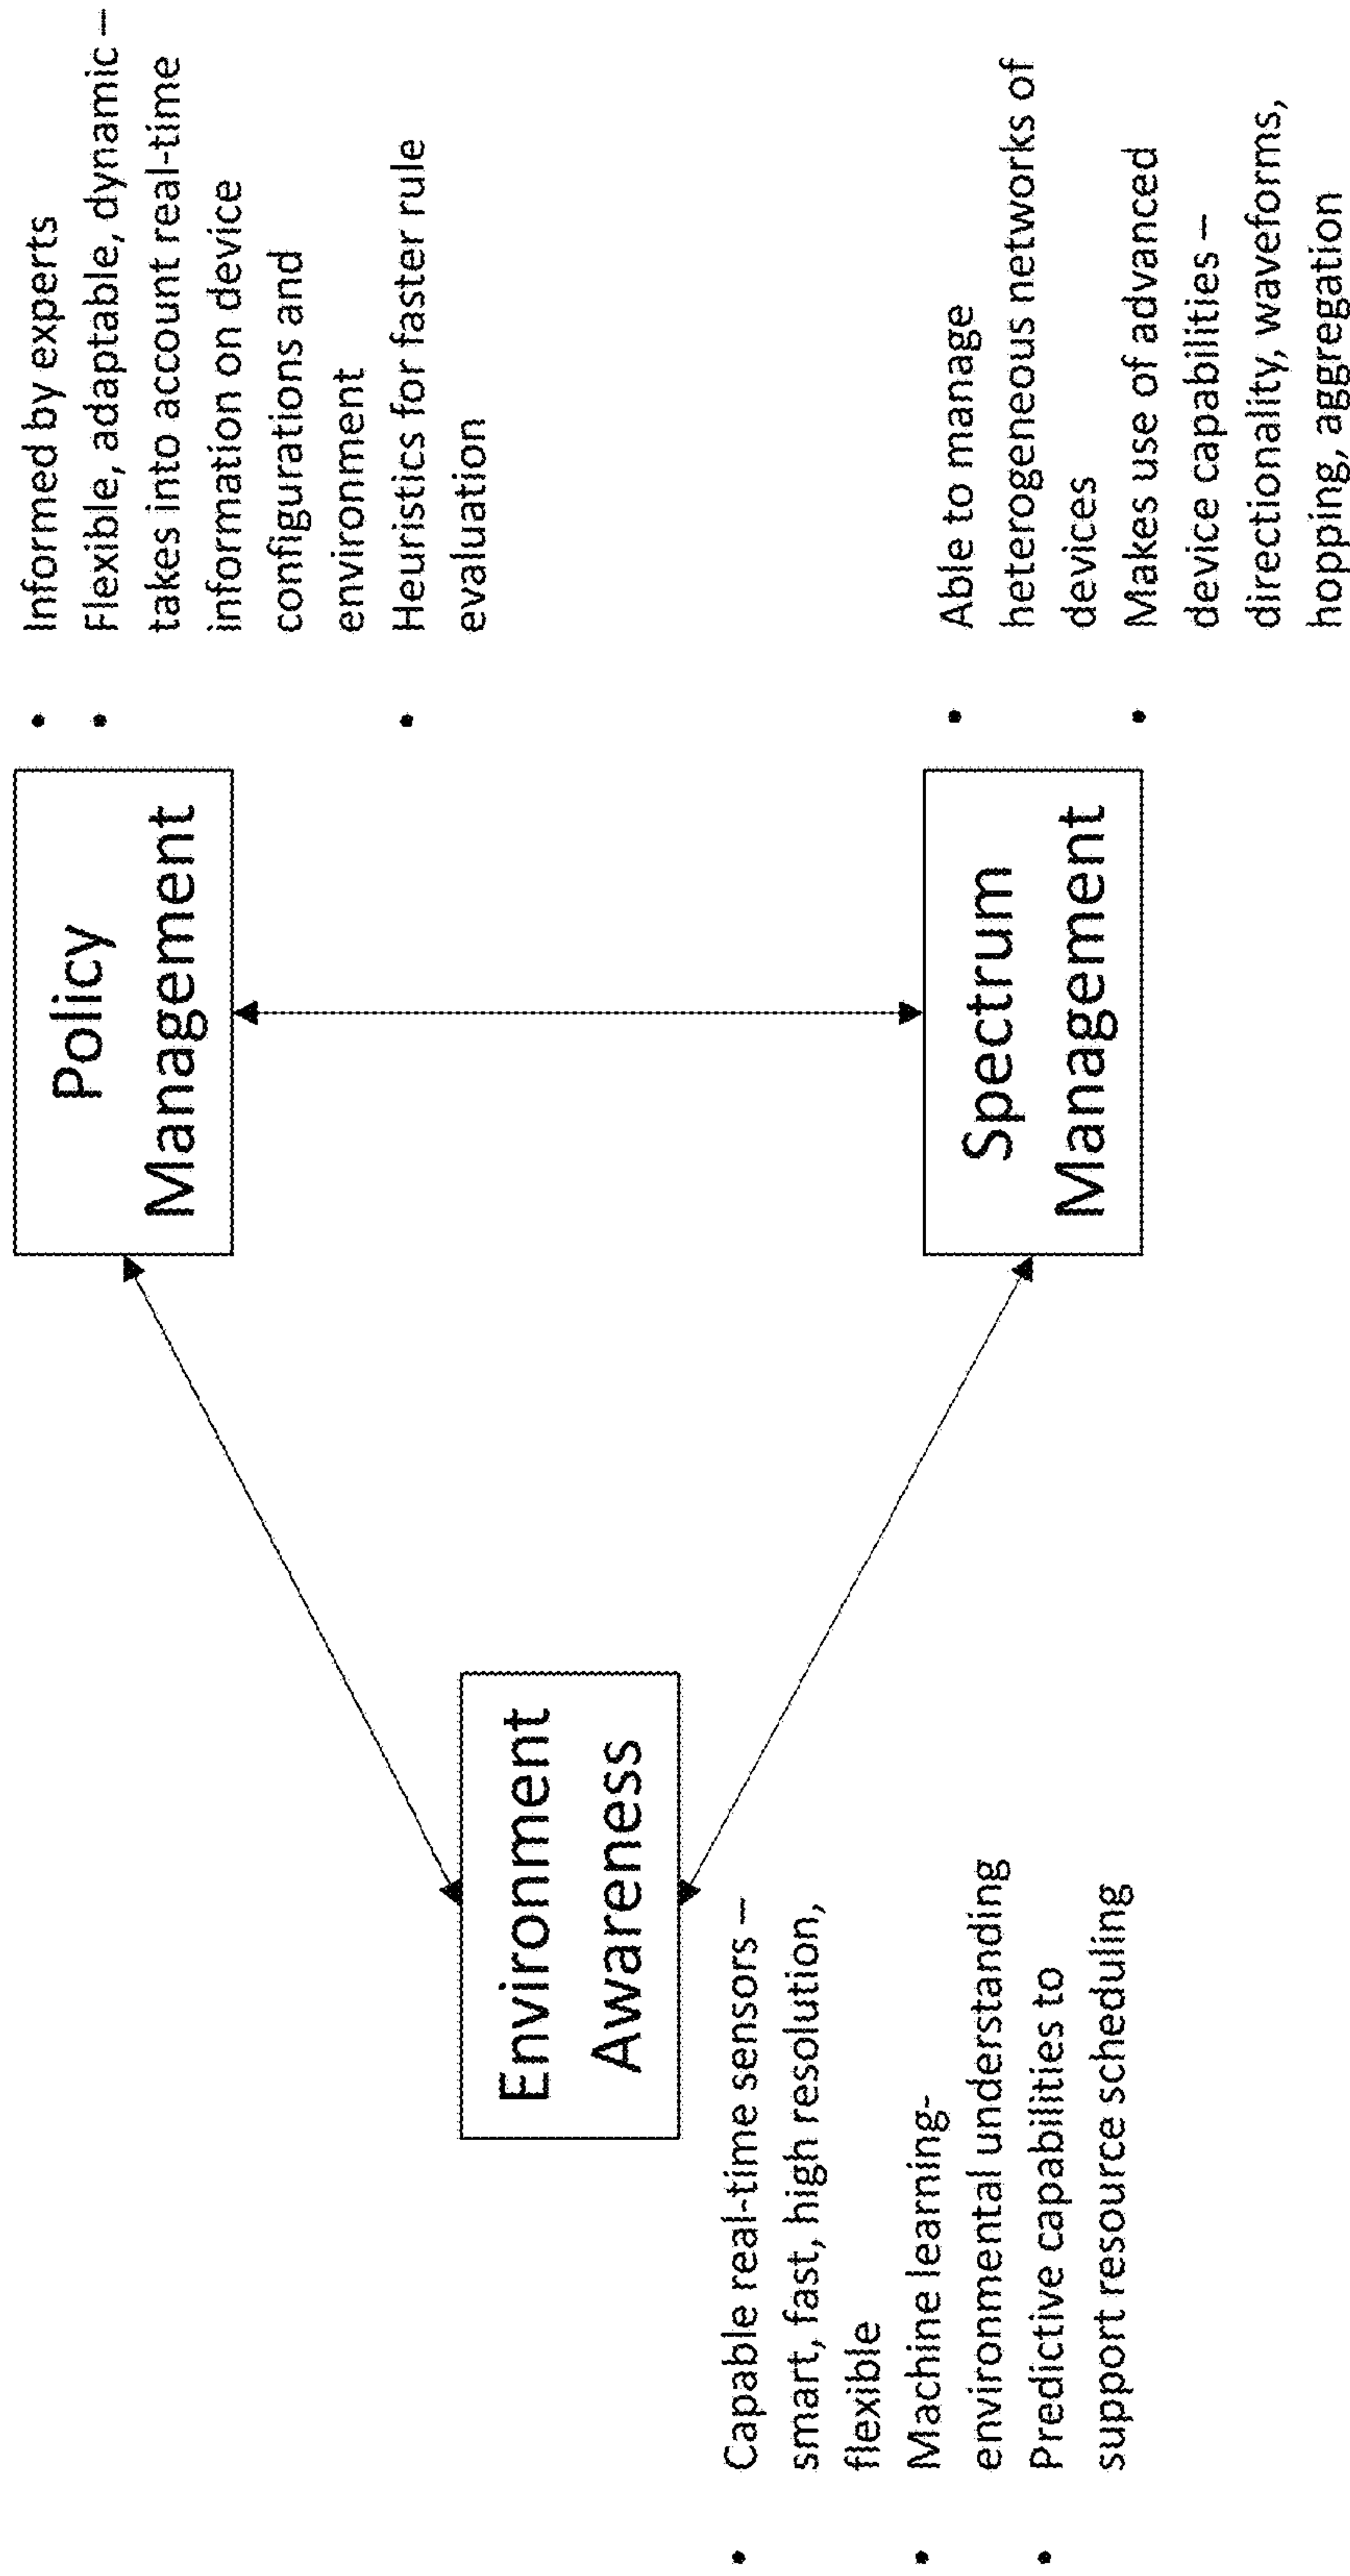 Policy
Management
• Informed by experts
• Flexible, adaptable, dynamic –
takes into account real-time
information on device
configurations and
environment
• Heuristics for faster rule
evaluation
Environment
Awareness
• Capable real-time sensors –
smart, fast, high resolution,
flexible
• Machine learning-
environmental understanding
• Predictive capabilities to
support resource scheduling
Spectrum
Management
• Able to manage
heterogeneous networks of
devices
• Makes use of advanced
device capabilities –
directionality, waveforms,
hopping, aggregation